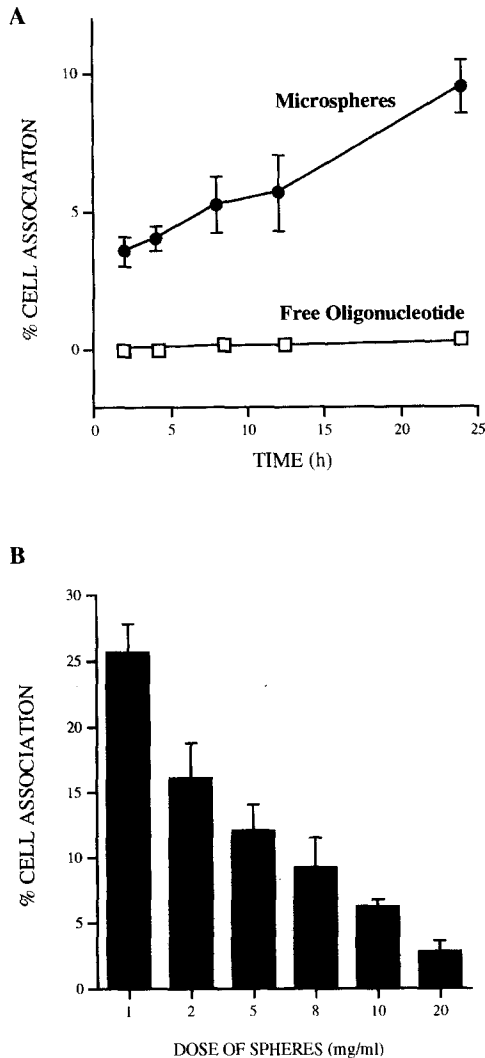 A
10
5
0
% CELL ASSOCIATION
Microspheres
Free Oligonucleotide
0 5 10 15 20 25
TIME (h)
B
30
25
20
15
10
5
0
% CELL ASSOCIATION
1 2 5 8 10 20
DOSE OF SPHERES (mg/ml)